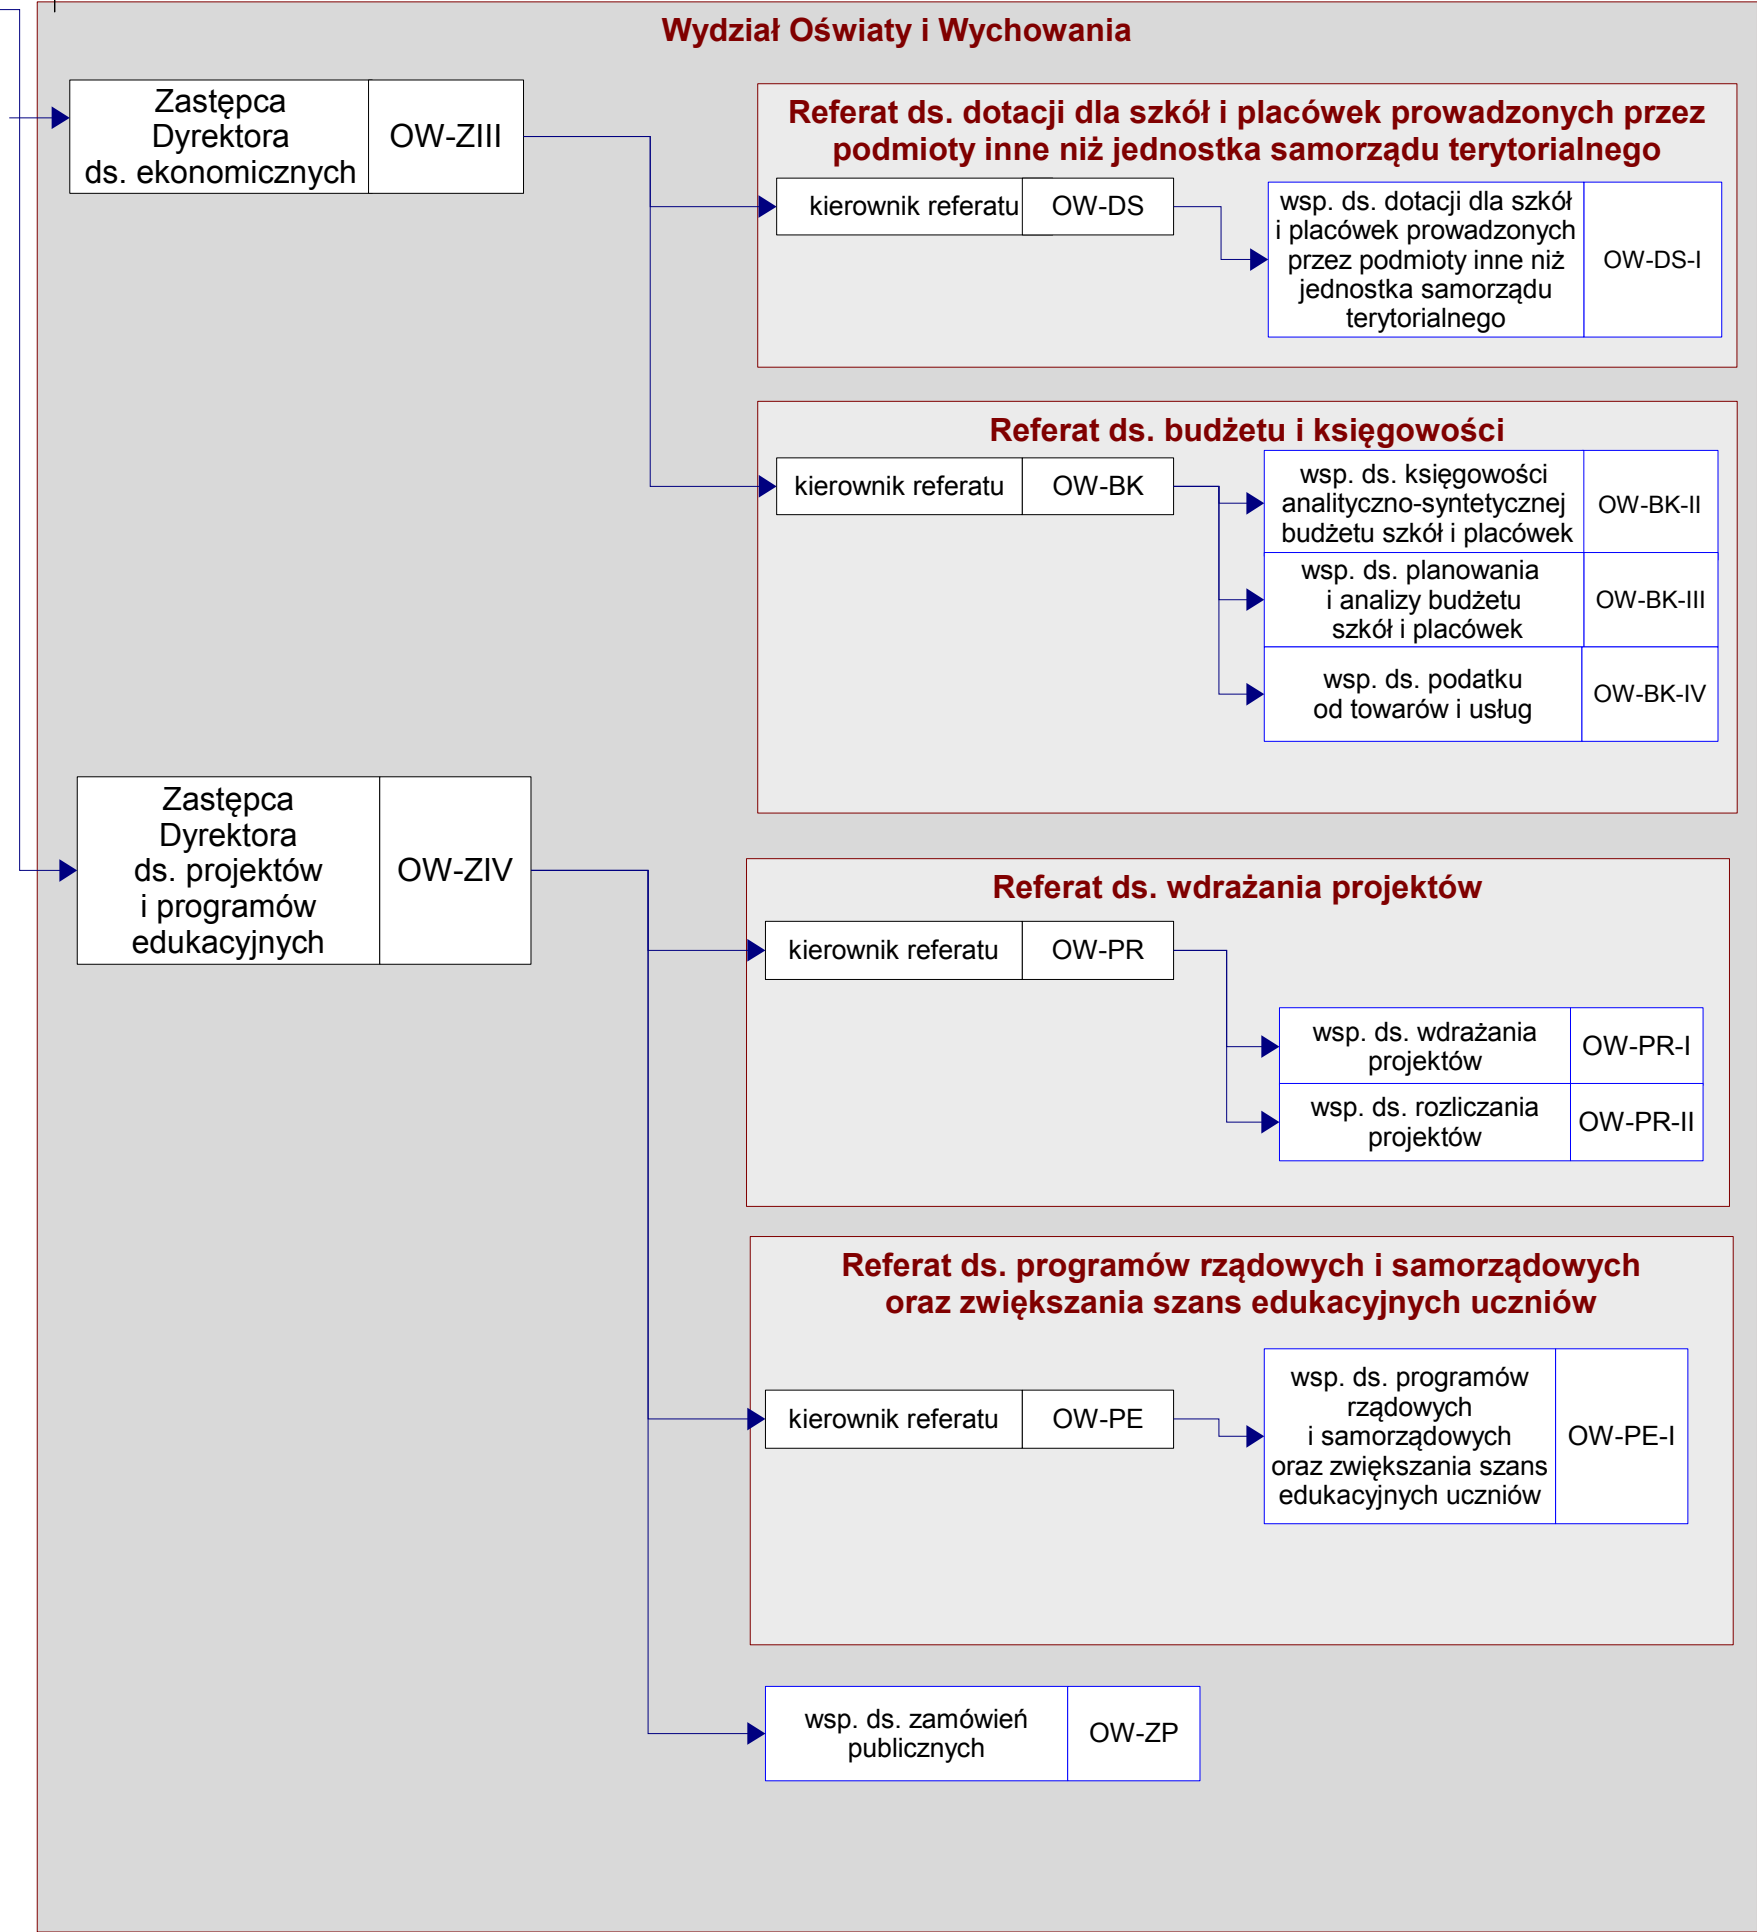 Wydział Oświaty i Wychowania
Zastępca
Dyrektora
ds. ekonomicznych
OW-ZIII
Referat ds. dotacji dla szkół i placówek prowadzonych przez
podmioty inne niż jednostka samorządu terytorialnego
kierownik referatu
OW-DS
wsp. ds. dotacji dla szkół
i placówek prowadzonych
przez podmioty inne niż
jednostka samorządu
terytorialnego
OW-DS-I
Referat ds. budżetu i księgowości
kierownik referatu
OW-BK
wsp. ds. księgowości
analityczno-syntetycznej
budżetu szkół i placówek
OW-BK-II
wsp. ds. planowania
i analizy budżetu
szkół i placówek
OW-BK-III
wsp. ds. podatku
od towarów i usług
OW-BK-IV
Zastępca
Dyrektora
ds. projektów
i programów
edukacyjnych
OW-ZIV
Referat ds. wdrażania projektów
kierownik referatu
OW-PR
wsp. ds. wdrażania
projektów
OW-PR-I
wsp. ds. rozliczania
projektów
OW-PR-II
Referat ds. programów rządowych i samorządowych
oraz zwiększania szans edukacyjnych uczniów
kierownik referatu
OW-PE
wsp. ds. programów
rządowych
i samorządowych
oraz zwiększania szans
edukacyjnych uczniów
OW-PE-I
wsp. ds. zamówień
publicznych
OW-ZP